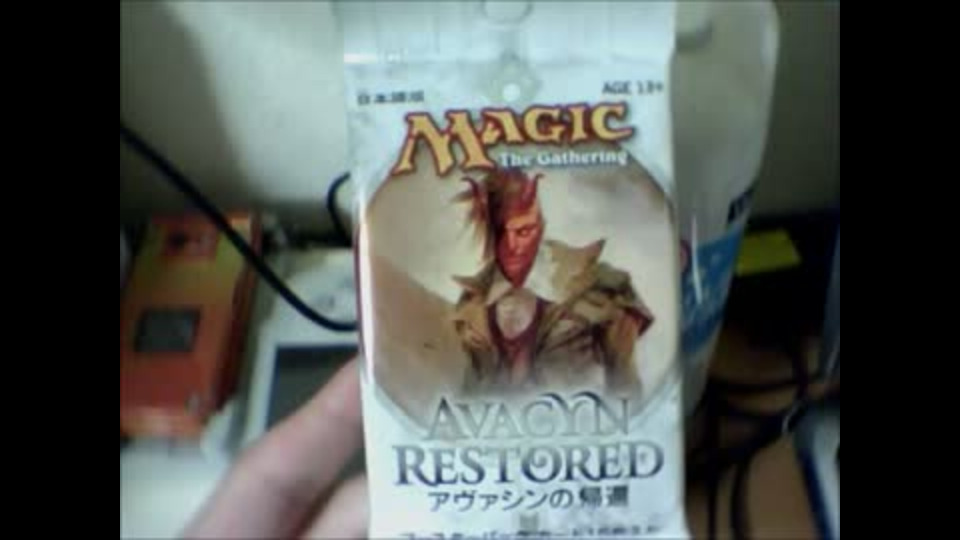 日本語版
AGE 13+
MAGIC
The Gathering
AVACYN
RESTORED
アヴァシンの帰還